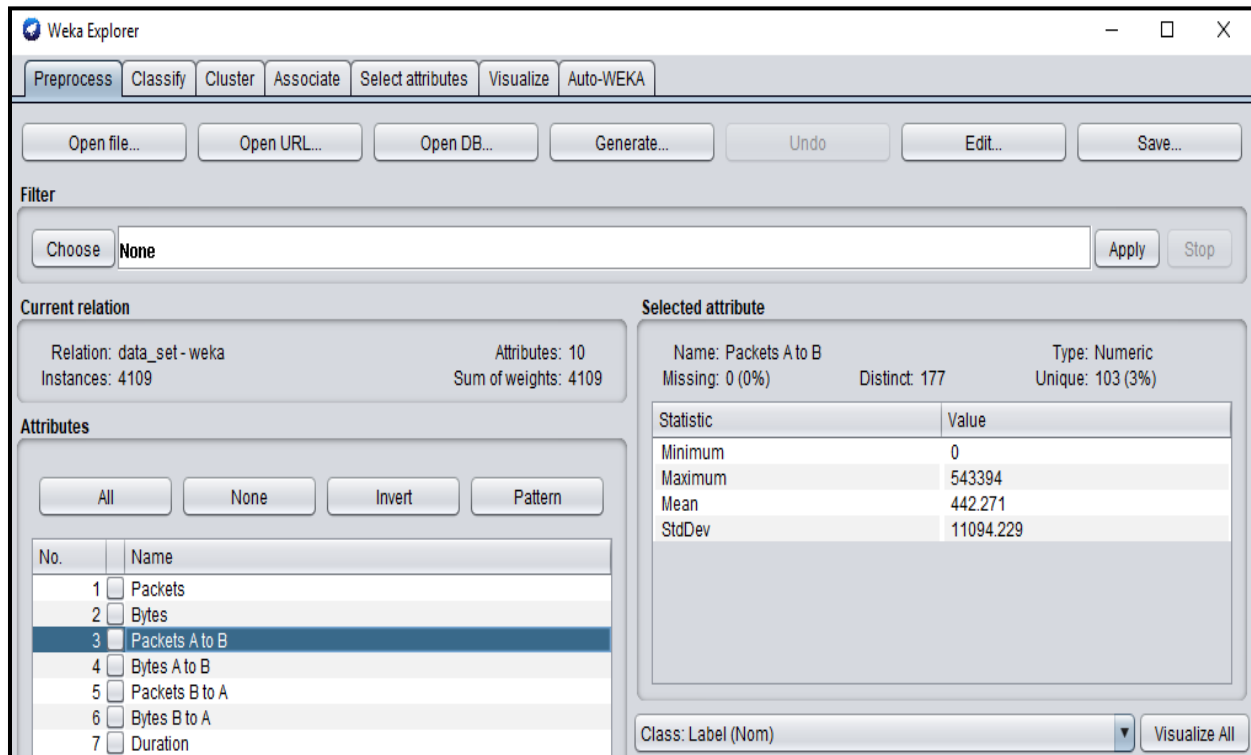 Weka Explorer
Preprocess Classify Cluster Associate Select attributes Visualize Auto-WEKA
Open file... Open URL... Open DB... Generate... Undo Edit... Save...
Filter
Choose None Apply Stop
Current relation
Relation: data_set - weka Attributes: 10
Instances: 4109 Sum of weights: 4109
Attributes
All None Invert Pattern
No. Name
1 Packets
2 Bytes
3 Packets A to B
4 Bytes A to B
5 Packets B to A
6 Bytes B to A
7 Duration
Selected attribute
Name: Packets A to B Type: Numeric
Missing: 0 (0%) Distinct: 177 Unique: 103 (3%)
Statistic Value
Minimum 0
Maximum 543394
Mean 442.271
StdDev 11094.229
Class: Label (Nom) Visualize All